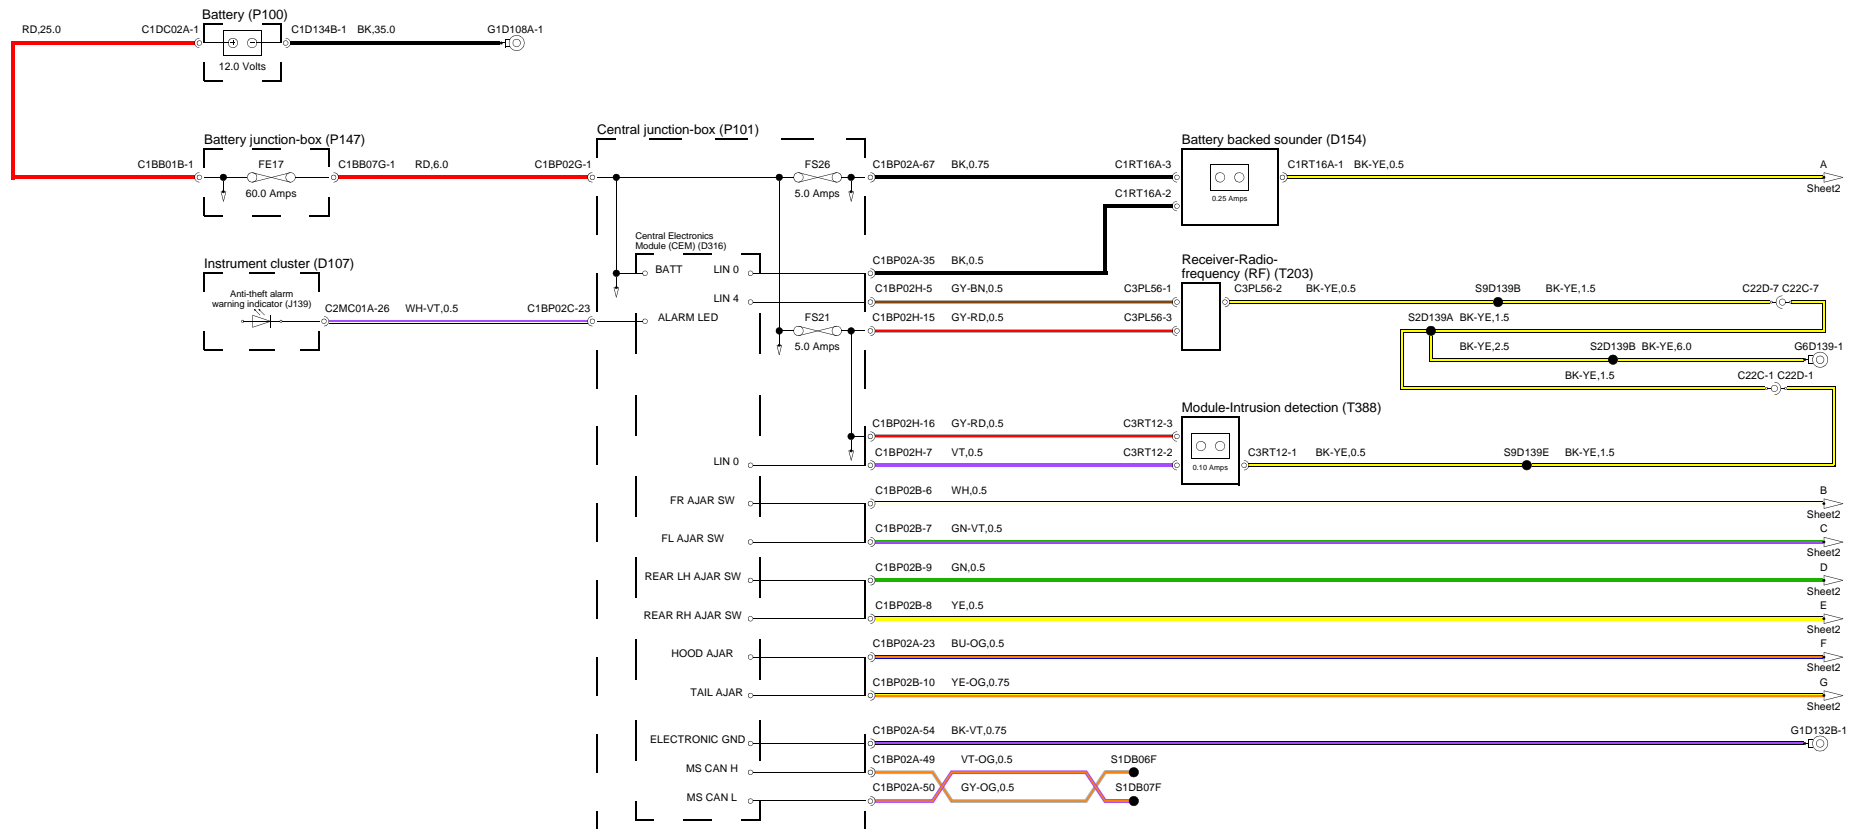 Battery (P100)
RD,25.0
C1DC02A-1
C1D134B-1
BK,35.0
G1D108A-1
12.0 Volts
Battery junction-box (P147)
C1BB01B-1
FE17
60.0 Amps
C1BB07G-1
RD,6.0
C1BP02G-1
Central junction-box (P101)
FS26
5.0 Amps
C1BP02A-67
BK,0.75
C1RT16A-3
C1RT16A-2
Battery backed sounder (D154)
0.25 Amps
C1RT16A-1
BK-YE,0.5
A
Sheet2
Central Electronics
Module (CEM) (D316)
BATT
LIN 0
C1BP02A-35
BK,0.5
LIN 4
C1BP02H-5
GY-BN,0.5
C3PL56-1
Instrument cluster (D107)
Anti-theft alarm
warning indicator (J139)
C2MC01A-26
WH-VT,0.5
C1BP02C-23
ALARM LED
FS21
5.0 Amps
C1BP02H-15
GY-RD,0.5
C3PL56-3
Receiver-Radio-
frequency (RF) (T203)
C3PL56-2
BK-YE,0.5
S9D139B
BK-YE,1.5
C22D-7
C22C-7
S2D139A
BK-YE,1.5
BK-YE,2.5
S2D139B
BK-YE,6.0
G6D139-1
BK-YE,1.5
C22C-1
C22D-1
Module-Intrusion detection (T388)
C1BP02H-16
GY-RD,0.5
C3RT12-3
LIN 0
C1BP02H-7
VT,0.5
C3RT12-2
0.10 Amps
C3RT12-1
BK-YE,0.5
S9D139E
BK-YE,1.5
FR AJAR SW
C1BP02B-6
WH,0.5
B
Sheet2
FL AJAR SW
C1BP02B-7
GN-VT,0.5
C
Sheet2
REAR LH AJAR SW
C1BP02B-9
GN,0.5
D
Sheet2
REAR RH AJAR SW
C1BP02B-8
YE,0.5
E
Sheet2
HOOD AJAR
C1BP02A-23
BU-OG,0.5
F
Sheet2
TAIL AJAR
C1BP02B-10
YE-OG,0.75
G
Sheet2
ELECTRONIC GND
C1BP02A-54
BK-VT,0.75
G1D132B-1
MS CAN H
C1BP02A-49
VT-OG,0.5
S1DB06F
MS CAN L
C1BP02A-50
GY-OG,0.5
S1DB07F